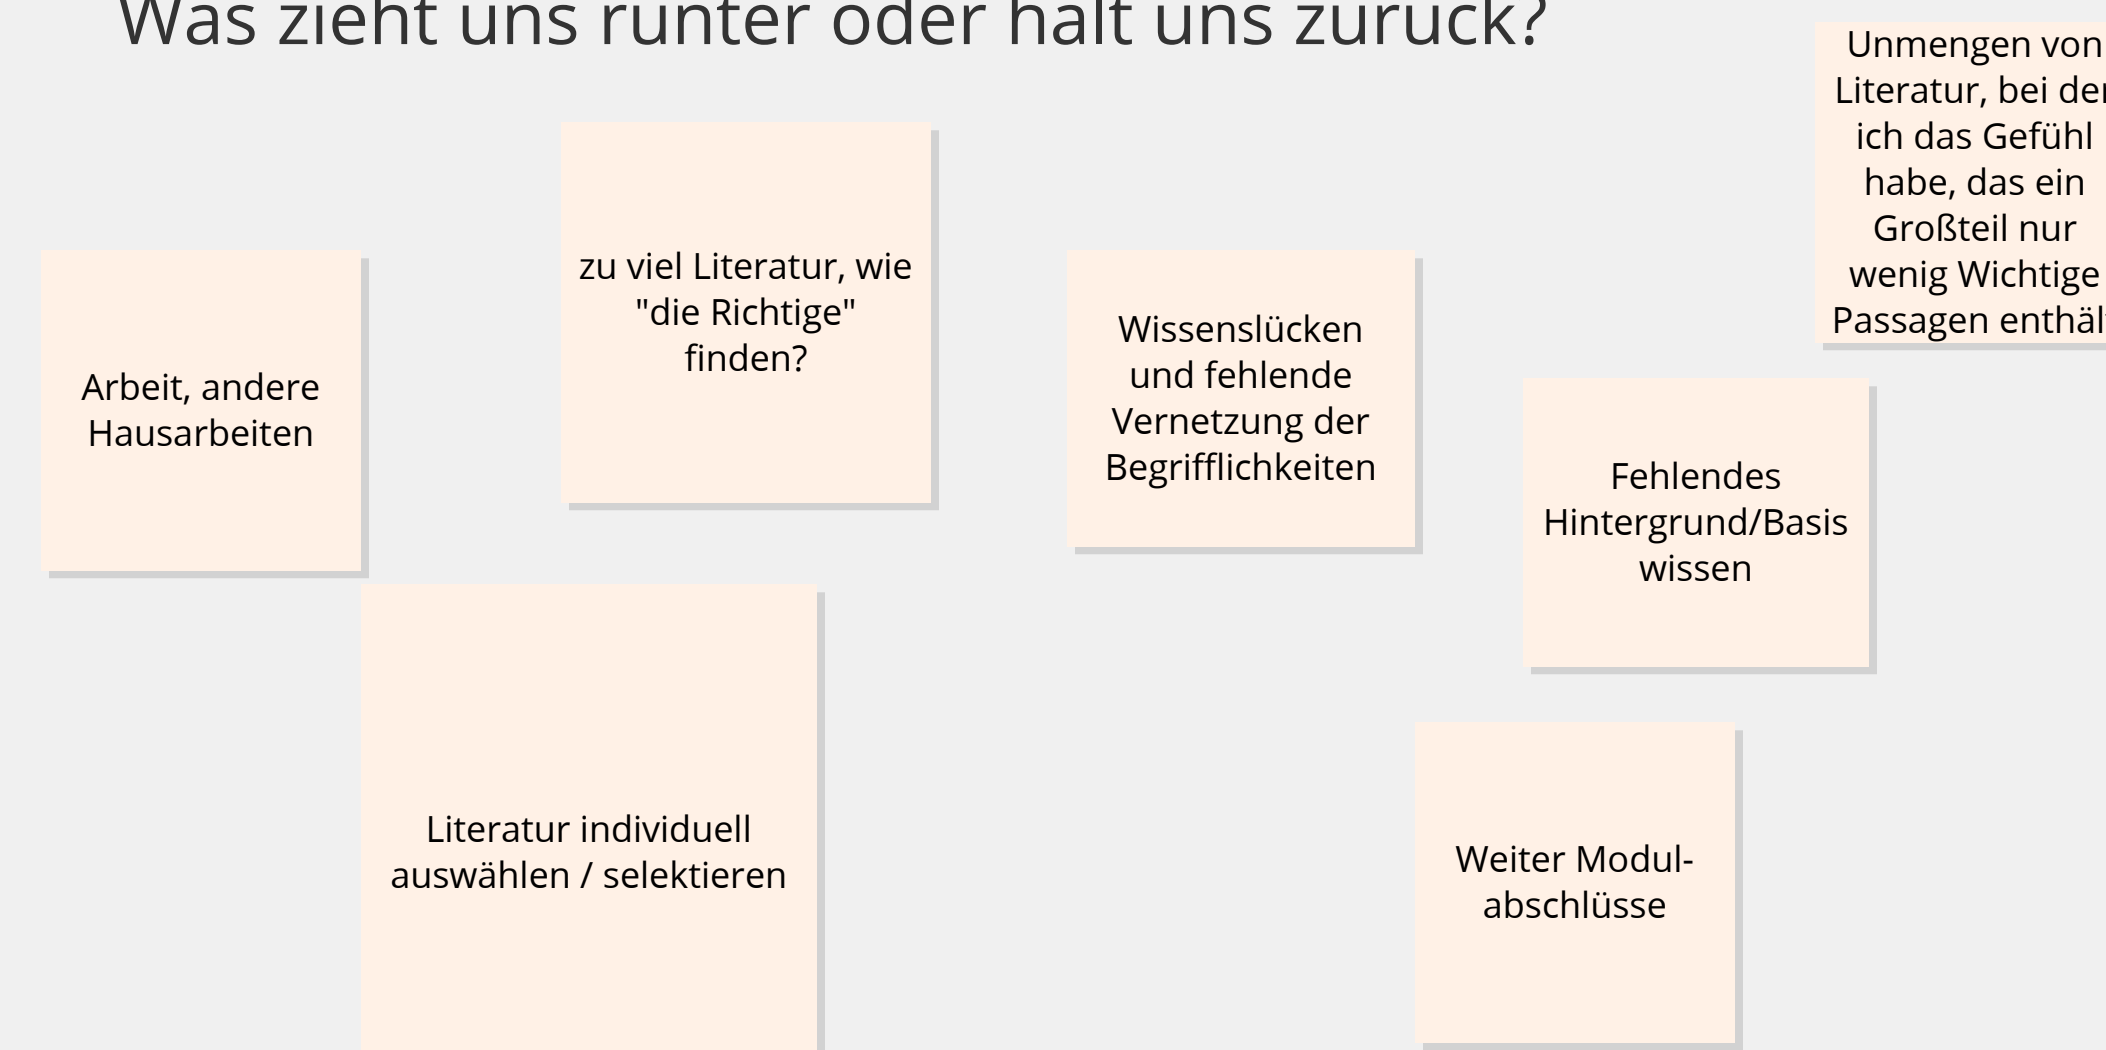 Was zieht uns runter oder hält uns zurück?
Unmengen von
Literatur, bei der
ich das Gefühl
habe, das ein
Großteil nur
wenig Wichtige
Passagen enthält
zu viel Literatur, wie
"die Richtige"
finden?
Arbeit, andere
Hausarbeiten
Wissenslücken
und fehlende
Vernetzung der
Begrifflichkeiten
Fehlendes
Hintergrund/Basis
wissen
Literatur individuell
auswählen / selektieren
Weiter Modul-
abschlüsse